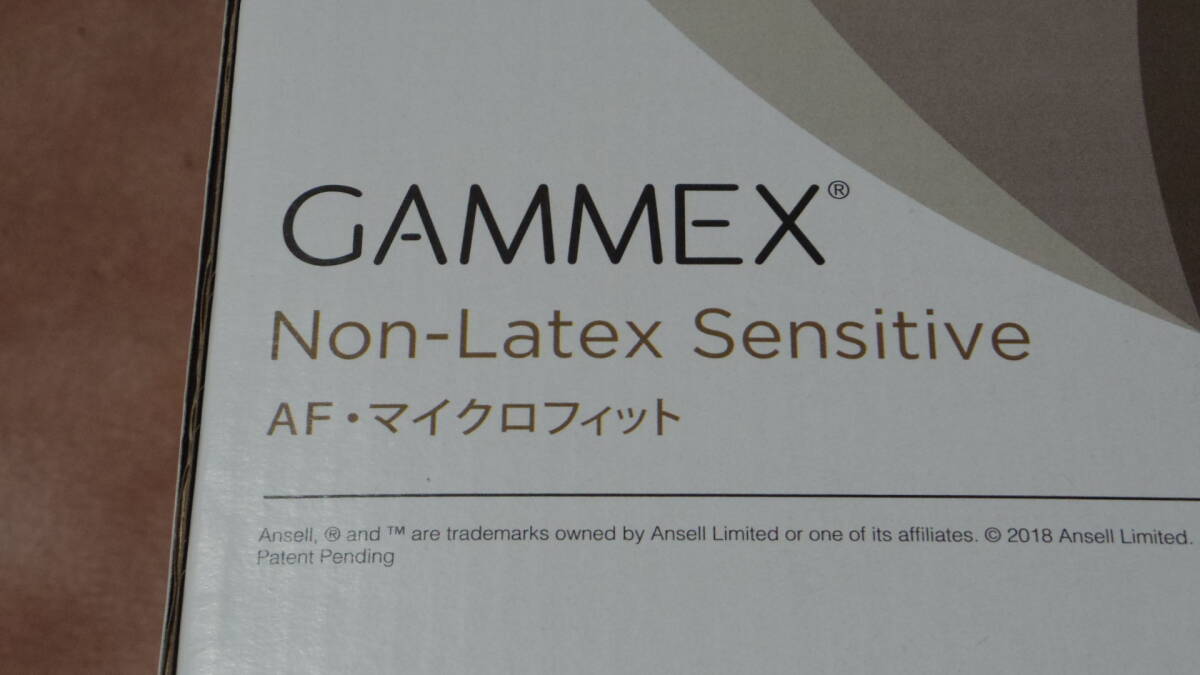 GAMMEX®
Non-Latex Sensitive
AF・マイクロフィット
Ansell, ® and ™ are trademarks owned by Ansell Limited or one of its affiliates. © 2018 Ansell Limited.
Patent Pending